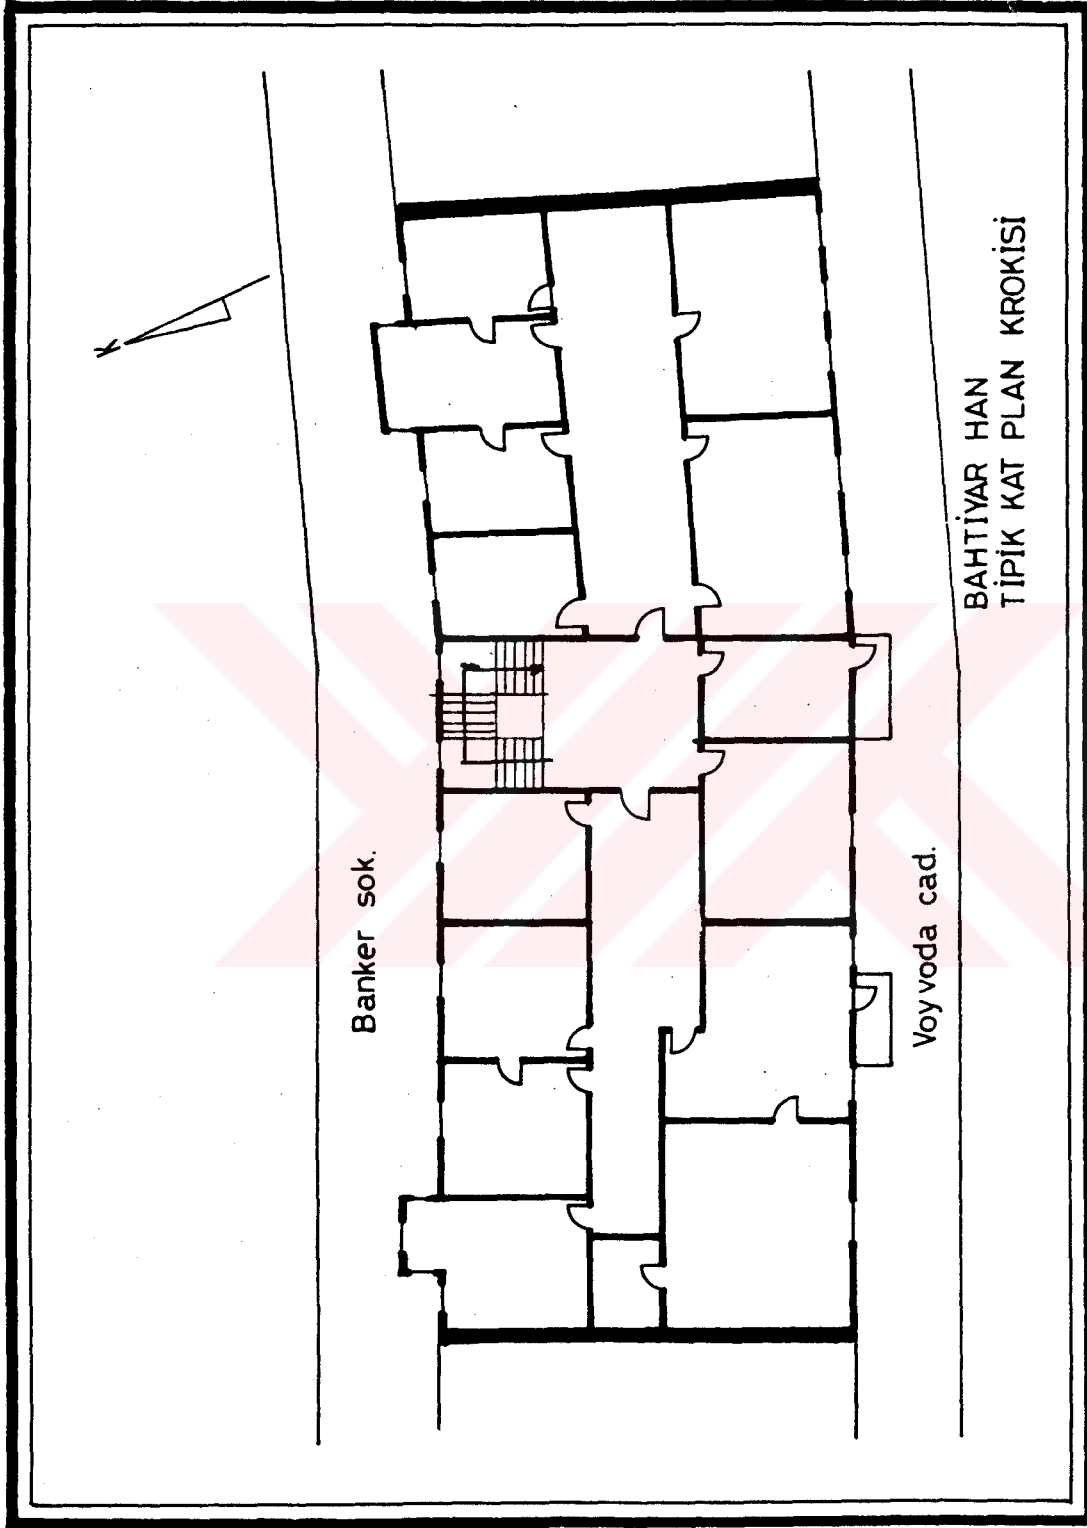 K
Banker sok.
Voyvoda cad.
BAHTİYAR HAN
TİPİK KAT PLAN KROKİSİ